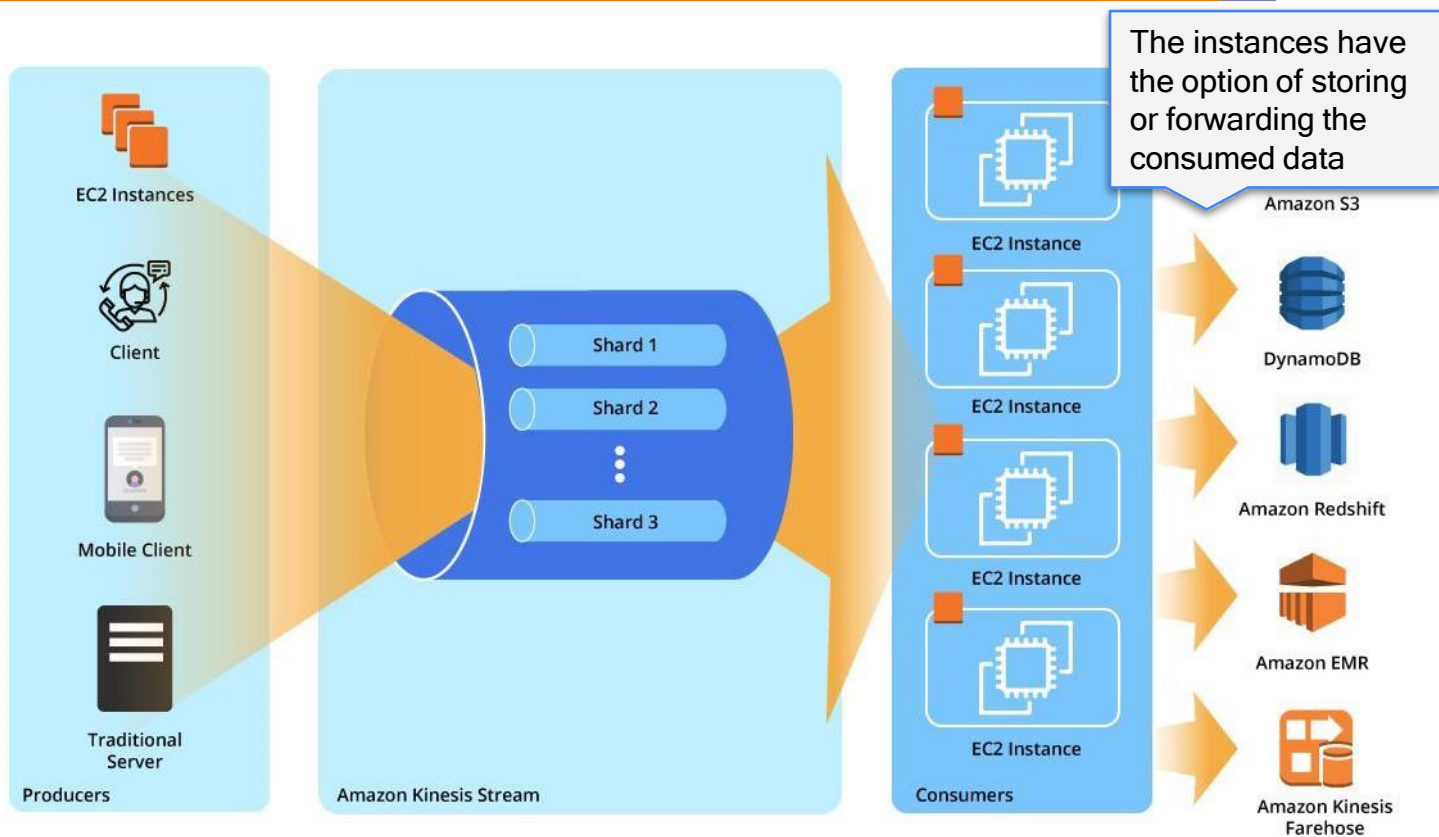 The instances have
the option of storing
or forwarding the
consumed data
EC2 Instances
Client
Mobile Client
Traditional
Server
Producers
Shard 1
Shard 2
Shard 3
Amazon Kinesis Stream
EC2 Instance
EC2 Instance
EC2 Instance
EC2 Instance
Consumers
Amazon S3
DynamoDB
Amazon Redshift
Amazon EMR
Amazon Kinesis
Farehose